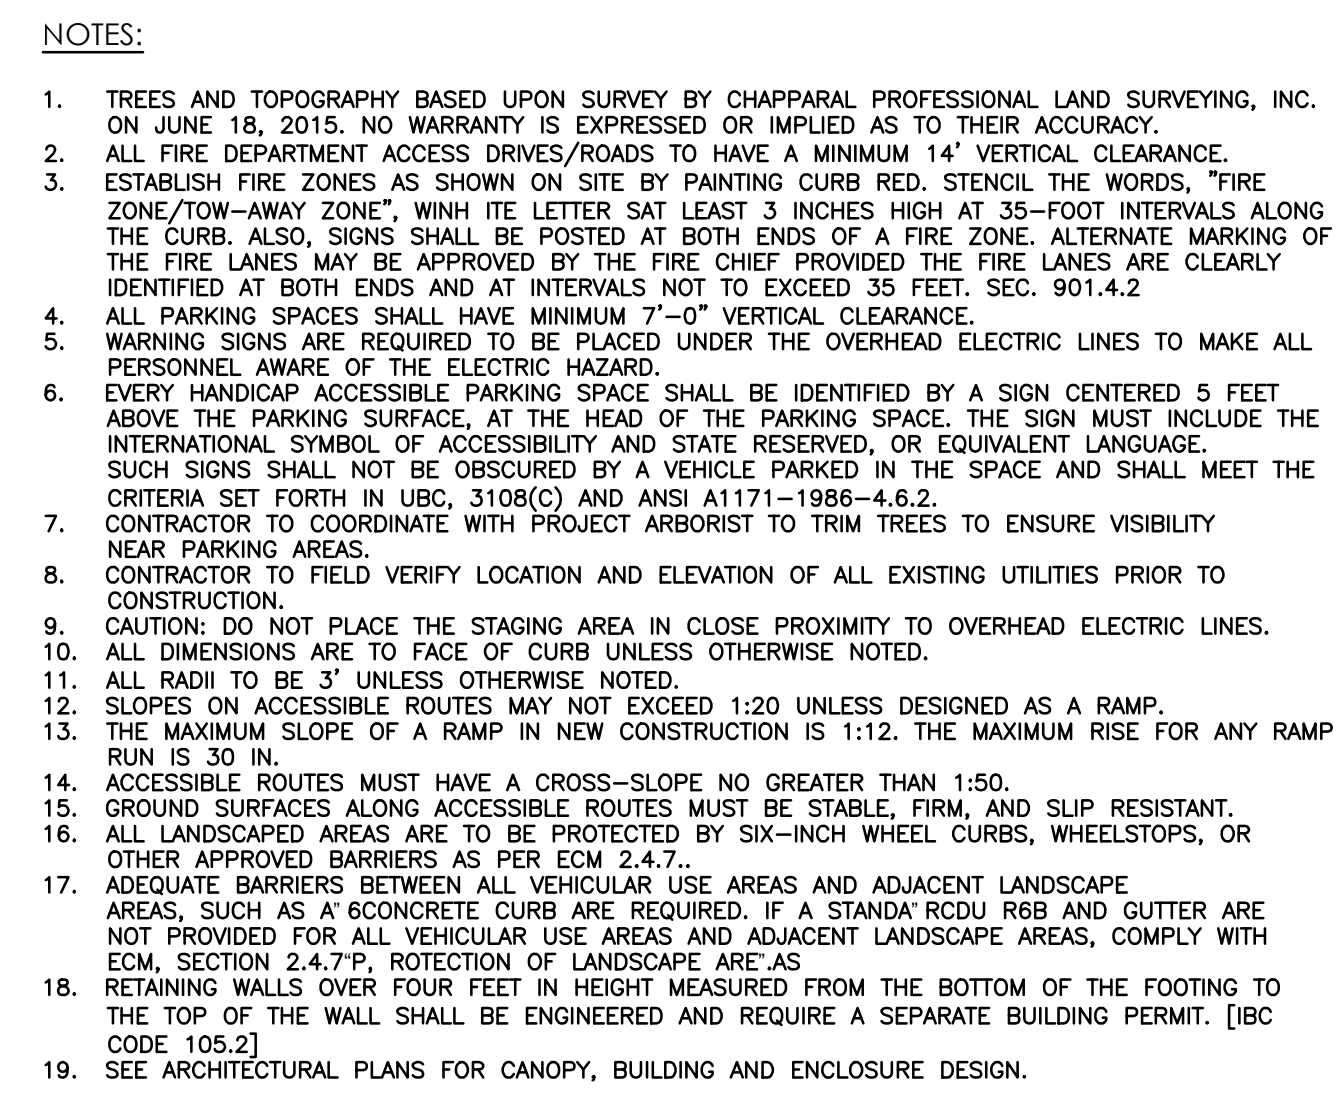 NOTES:
1. TREES AND TOPOGRAPHY BASED UPON SURVEY BY CHAPPARAL PROFESSIONAL LAND SURVEYING, INC.
ON JUNE 18, 2015. NO WARRANTY IS EXPRESSED OR IMPLIED AS TO THEIR ACCURACY.
2. ALL FIRE DEPARTMENT ACCESS DRIVES/ROADS TO HAVE A MINIMUM 14' VERTICAL CLEARANCE.
3. ESTABLISH FIRE ZONES AS SHOWN ON SITE BY PAINTING CURB RED. STENCIL THE WORDS, "FIRE
ZONE/TOW-AWAY ZONE", WINH ITE LETTER SAT LEAST 3 INCHES HIGH AT 35-FOOT INTERVALS ALONG
THE CURB. ALSO, SIGNS SHALL BE POSTED AT BOTH ENDS OF A FIRE ZONE. ALTERNATE MARKING OF
THE FIRE LANES MAY BE APPROVED BY THE FIRE CHIEF PROVIDED THE FIRE LANES ARE CLEARLY
IDENTIFIED AT BOTH ENDS AND AT INTERVALS NOT TO EXCEED 35 FEET. SEC. 901.4.2
4. ALL PARKING SPACES SHALL HAVE MINIMUM 7'-0" VERTICAL CLEARANCE.
5. WARNING SIGNS ARE REQUIRED TO BE PLACED UNDER THE OVERHEAD ELECTRIC LINES TO MAKE ALL
PERSONNEL AWARE OF THE ELECTRIC HAZARD.
6. EVERY HANDICAP ACCESSIBLE PARKING SPACE SHALL BE IDENTIFIED BY A SIGN CENTERED 5 FEET
ABOVE THE PARKING SURFACE, AT THE HEAD OF THE PARKING SPACE. THE SIGN MUST INCLUDE THE
INTERNATIONAL SYMBOL OF ACCESSIBILITY AND STATE RESERVED, OR EQUIVALENT LANGUAGE.
SUCH SIGNS SHALL NOT BE OBSCURED BY A VEHICLE PARKED IN THE SPACE AND SHALL MEET THE
CRITERIA SET FORTH IN UBC, 3108(C) AND ANSI A1171-1986-4.6.2.
7. CONTRACTOR TO COORDINATE WITH PROJECT ARBORIST TO TRIM TREES TO ENSURE VISIBILITY
NEAR PARKING AREAS.
8. CONTRACTOR TO FIELD VERIFY LOCATION AND ELEVATION OF ALL EXISTING UTILITIES PRIOR TO
CONSTRUCTION.
9. CAUTION: DO NOT PLACE THE STAGING AREA IN CLOSE PROXIMITY TO OVERHEAD ELECTRIC LINES.
10. ALL DIMENSIONS ARE TO FACE OF CURB UNLESS OTHERWISE NOTED.
11. ALL RADII TO BE 3' UNLESS OTHERWISE NOTED.
12. SLOPES ON ACCESSIBLE ROUTES MAY NOT EXCEED 1:20 UNLESS DESIGNED AS A RAMP.
13. THE MAXIMUM SLOPE OF A RAMP IN NEW CONSTRUCTION IS 1:12. THE MAXIMUM RISE FOR ANY RAMP
RUN IS 30 IN.
14. ACCESSIBLE ROUTES MUST HAVE A CROSS-SLOPE NO GREATER THAN 1:50.
15. GROUND SURFACES ALONG ACCESSIBLE ROUTES MUST BE STABLE, FIRM, AND SLIP RESISTANT.
16. ALL LANDSCAPED AREAS ARE TO BE PROTECTED BY SIX-INCH WHEEL CURBS, WHEELSTOPS, OR
OTHER APPROVED BARRIERS AS PER ECM 2.4.7..
17. ADEQUATE BARRIERS BETWEEN ALL VEHICULAR USE AREAS AND ADJACENT LANDSCAPE
AREAS, SUCH AS A" 6CONCRETE CURB ARE REQUIRED. IF A STANDA" RCDU R6B AND GUTTER ARE
NOT PROVIDED FOR ALL VEHICULAR USE AREAS AND ADJACENT LANDSCAPE AREAS, COMPLY WITH
ECM, SECTION 2.4.7“P, ROTECTION OF LANDSCAPE ARE”.AS
18. RETAINING WALLS OVER FOUR FEET IN HEIGHT MEASURED FROM THE BOTTOM OF THE FOOTING TO
THE TOP OF THE WALL SHALL BE ENGINEERED AND REQUIRE A SEPARATE BUILDING PERMIT. [IBC
CODE 105.2]
19. SEE ARCHITECTURAL PLANS FOR CANOPY, BUILDING AND ENCLOSURE DESIGN.